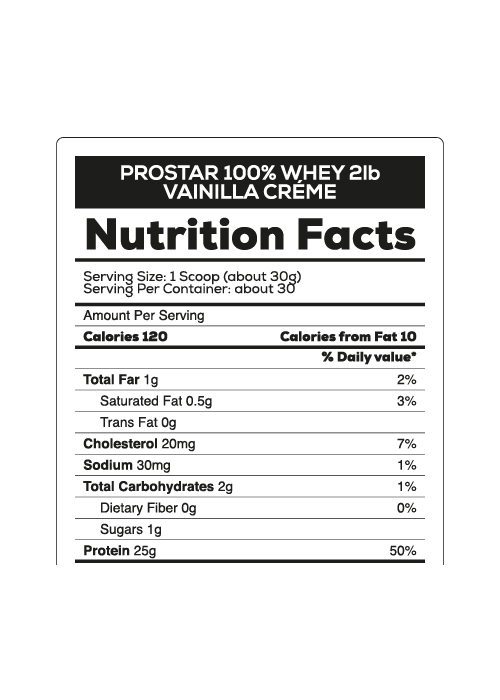 PROSTAR 100% WHEY 2lb
VAINILLA CRÉME
Nutrition Facts
Serving Size: 1 Scoop (about 30g)
Serving Per Container: about 30
Amount Per Serving
Calories 120 Calories from Fat 10
% Daily value*
Total Far 1g 2%
Saturated Fat 0.5g 3%
Trans Fat 0g
Cholesterol 20mg 7%
Sodium 30mg 1%
Total Carbohydrates 2g 1%
Dietary Fiber 0g 0%
Sugars 1g
Protein 25g 50%